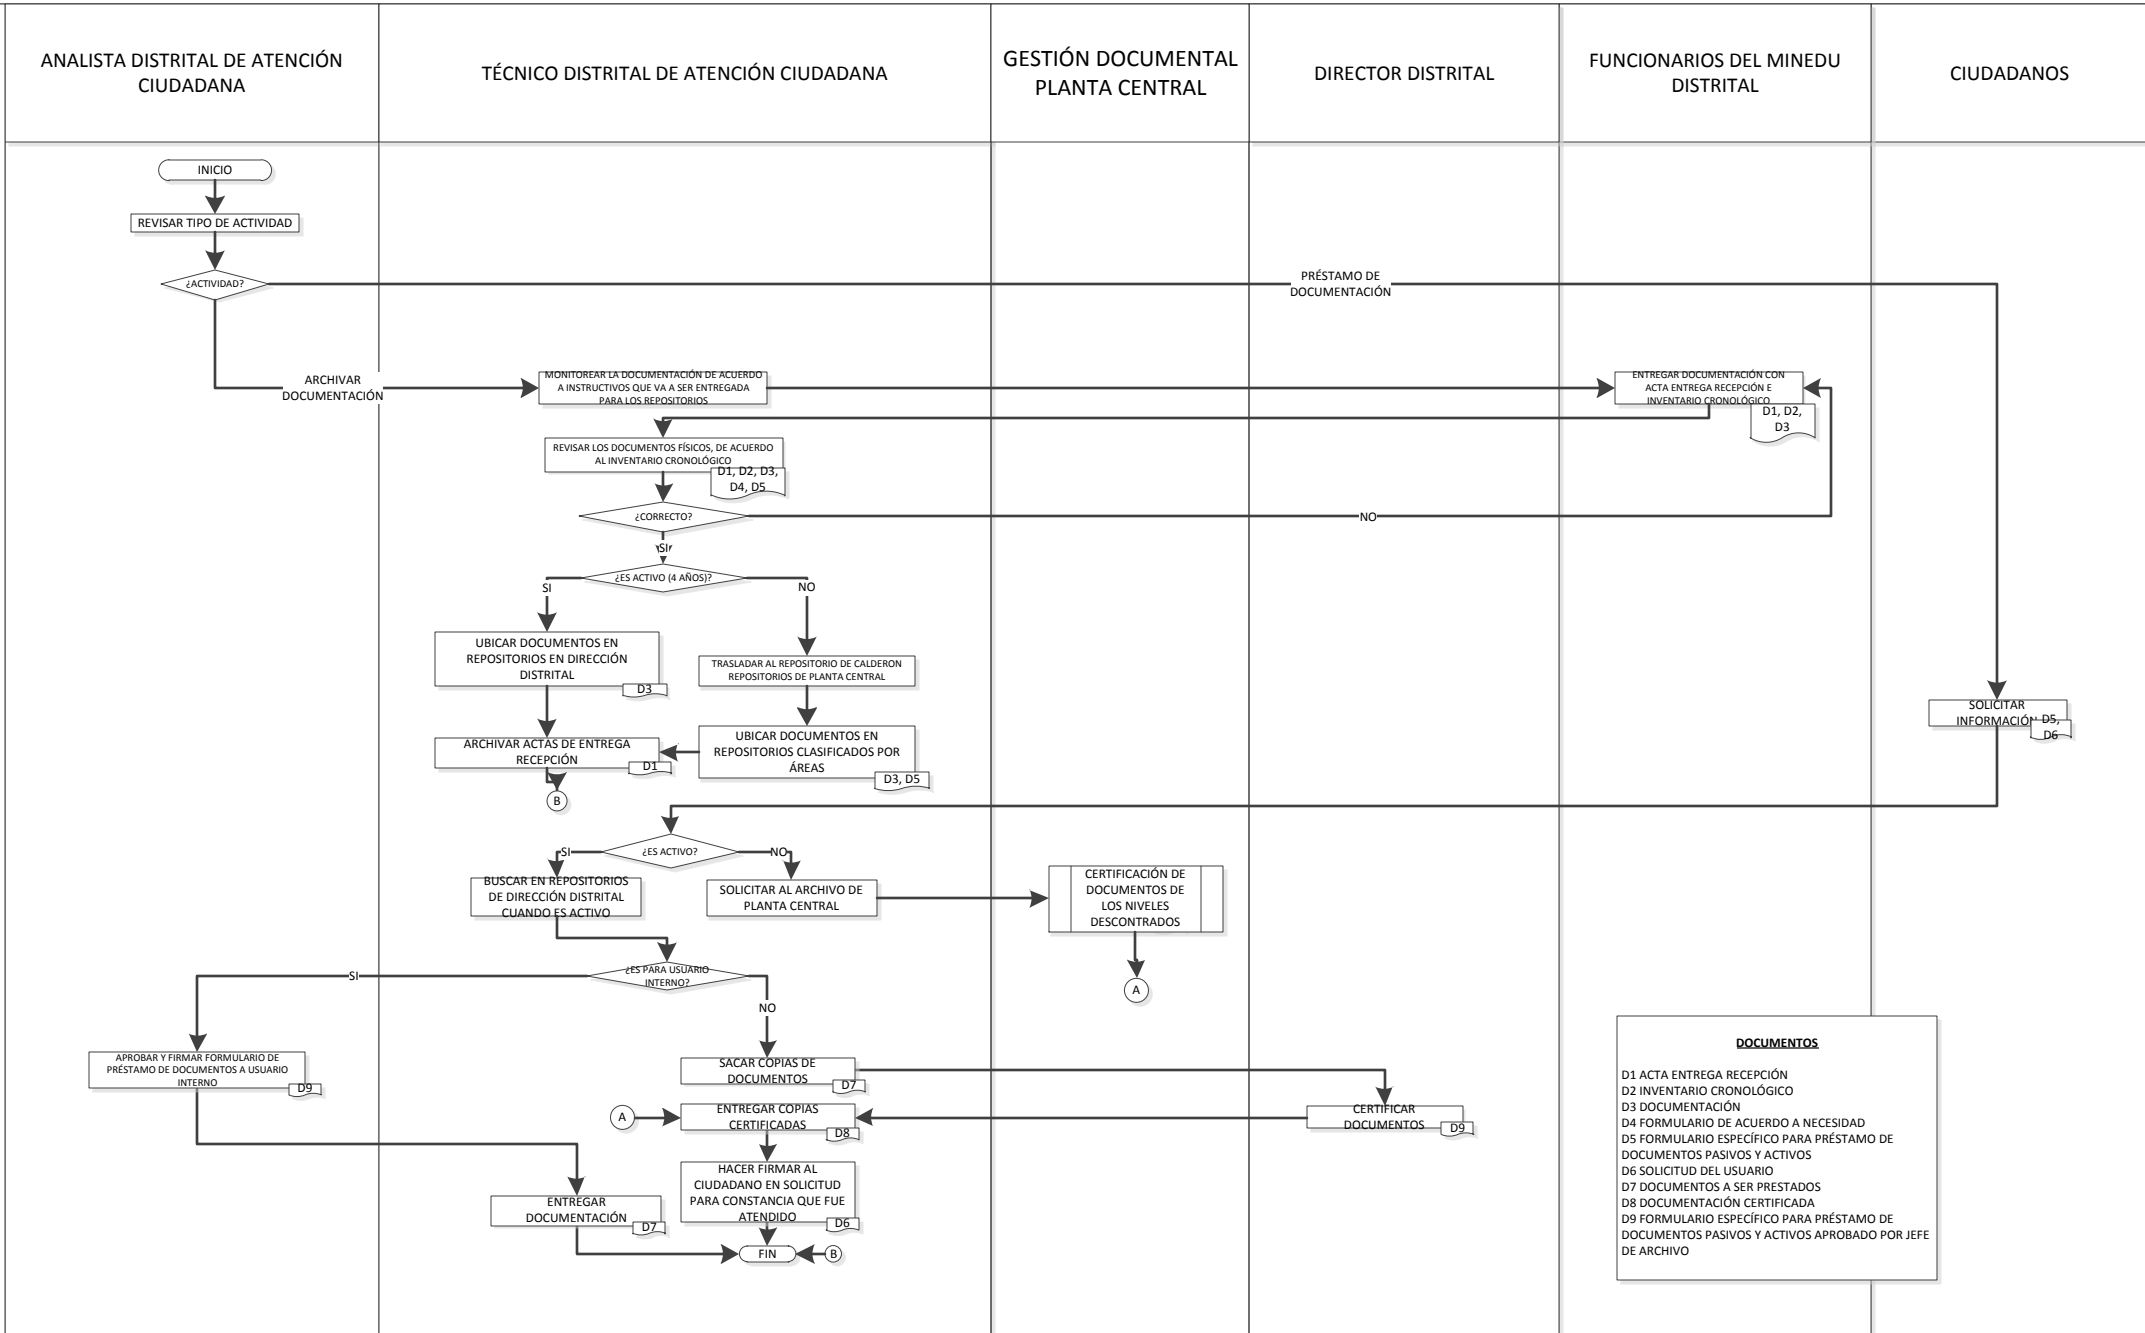 ANALISTA DISTRITAL DE ATENCIÓN
CIUDADANA
TÉCNICO DISTRITAL DE ATENCIÓN CIUDADANA
GESTIÓN DOCUMENTAL
PLANTA CENTRAL
DIRECTOR DISTRITAL
FUNCIONARIOS DEL MINEDU
DISTRITAL
CIUDADANOS
INICIO
REVISAR TIPO DE ACTIVIDAD
¿ACTIVIDAD?
PRÉSTAMO DE
DOCUMENTACIÓN
ARCHIVAR
DOCUMENTACIÓN
MONITOREAR LA DOCUMENTACIÓN DE ACUERDO
A INSTRUCTIVOS QUE VA A SER ENTREGADA
PARA LOS REPOSITORIOS
ENTREGAR DOCUMENTACIÓN CON
ACTA ENTREGA RECEPCIÓN E
INVENTARIO CRONOLÓGICO
D1, D2,
D3
REVISAR LOS DOCUMENTOS FÍSICOS, DE ACUERDO
AL INVENTARIO CRONOLÓGICO
D1, D2, D3,
D4, D5
¿CORRECTO?
NO
SI
¿ES ACTIVO (4 AÑOS)?
SI
NO
UBICAR DOCUMENTOS EN
REPOSITORIOS EN DIRECCIÓN
DISTRITAL
D3
TRASLADAR AL REPOSITORIO DE CALDERON
REPOSITORIOS DE PLANTA CENTRAL
SOLICITAR
INFORMACIÓN
D5,
D6
ARCHIVAR ACTAS DE ENTREGA
RECEPCIÓN
D1
UBICAR DOCUMENTOS EN
REPOSITORIOS CLASIFICADOS POR
ÁREAS
D3, D5
B
¿ES ACTIVO?
SI
NO
BUSCAR EN REPOSITORIOS
DE DIRECCIÓN DISTRITAL
CUANDO ES ACTIVO
SOLICITAR AL ARCHIVO DE
PLANTA CENTRAL
CERTIFICACIÓN DE
DOCUMENTOS DE
LOS NIVELES
DESCONTRADOS
¿ES PARA USUARIO
INTERNO?
SI
NO
A
APROBAR Y FIRMAR FORMULARIO DE
PRÉSTAMO DE DOCUMENTOS A USUARIO
INTERNO
D9
SACAR COPIAS DE
DOCUMENTOS
D7
A
ENTREGAR COPIAS
CERTIFICADAS
D8
CERTIFICAR
DOCUMENTOS
D9
HACER FIRMAR AL
CIUDADANO EN SOLICITUD
PARA CONSTANCIA QUE FUE
ATENDIDO
D6
ENTREGAR
DOCUMENTACIÓN
D7
FIN
B
DOCUMENTOS
D1 ACTA ENTREGA RECEPCIÓN
D2 INVENTARIO CRONOLÓGICO
D3 DOCUMENTACIÓN
D4 FORMULARIO DE ACUERDO A NECESIDAD
D5 FORMULARIO ESPECÍFICO PARA PRÉSTAMO DE
DOCUMENTOS PASIVOS Y ACTIVOS
D6 SOLICITUD DEL USUARIO
D7 DOCUMENTOS A SER PRESTADOS
D8 DOCUMENTACIÓN CERTIFICADA
D9 FORMULARIO ESPECÍFICO PARA PRÉSTAMO DE
DOCUMENTOS PASIVOS Y ACTIVOS APROBADO POR JEFE
DE ARCHIVO